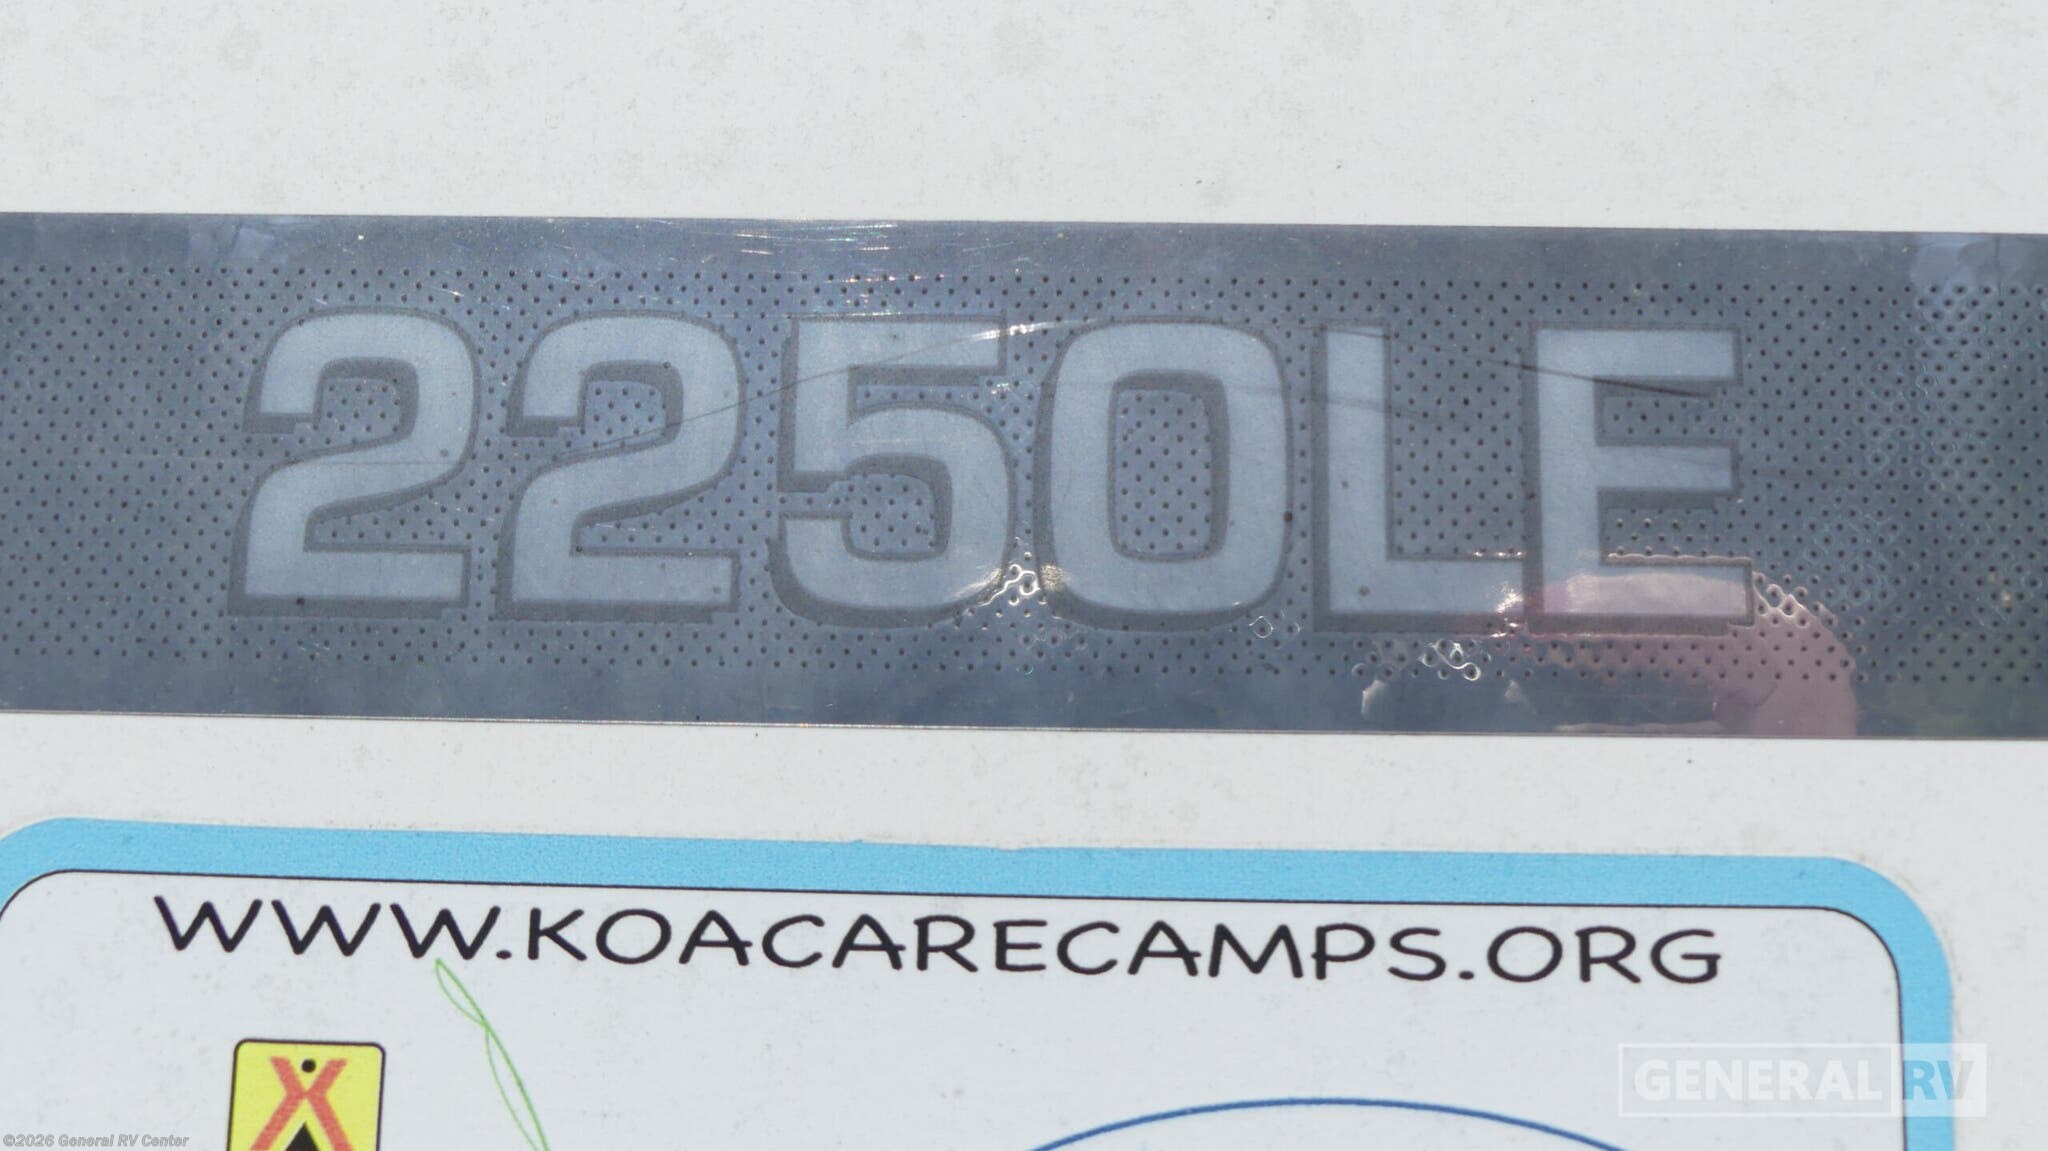 2250LE
WWW.KOACARECAMPS.ORG
GENERAL RV
©2026 General RV Center